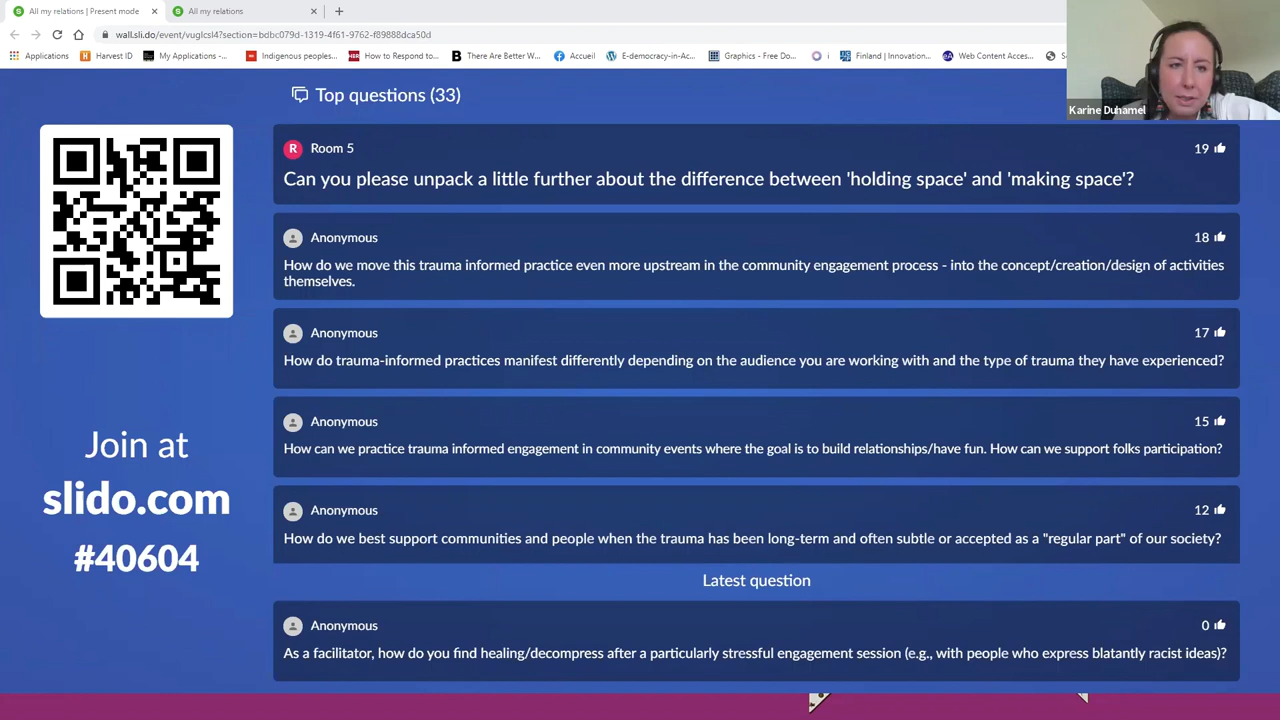 All my relations | Present mode
All my relations
wall.sli.do/event/vuglcsl4?section=bdbc079d-1319-4f61-9762-f89888dca50d
Applications
Harvest ID
My Applications -...
Indigenous peoples...
How to Respond to...
There Are Better W...
Accueil
E-democracy-in-Ac...
Graphics - Free Do...
Finland | Innovation...
Web Content Acces...
Karine Duhamel
Top questions (33)
R
Room 5
19
Can you please unpack a little further about the difference between 'holding space' and 'making space'?
Anonymous
18
How do we move this trauma informed practice even more upstream in the community engagement process - into the concept/creation/design of activities
themselves.
Anonymous
17
How do trauma-informed practices manifest differently depending on the audience you are working with and the type of trauma they have experienced?
Anonymous
15
How can we practice trauma informed engagement in community events where the goal is to build relationships/have fun. How can we support folks participation?
Anonymous
12
How do we best support communities and people when the trauma has been long-term and often subtle or accepted as a "regular part" of our society?
Latest question
Anonymous
0
As a facilitator, how do you find healing/decompress after a particularly stressful engagement session (e.g., with people who express blatantly racist ideas)?
Join at
slido.com
#40604